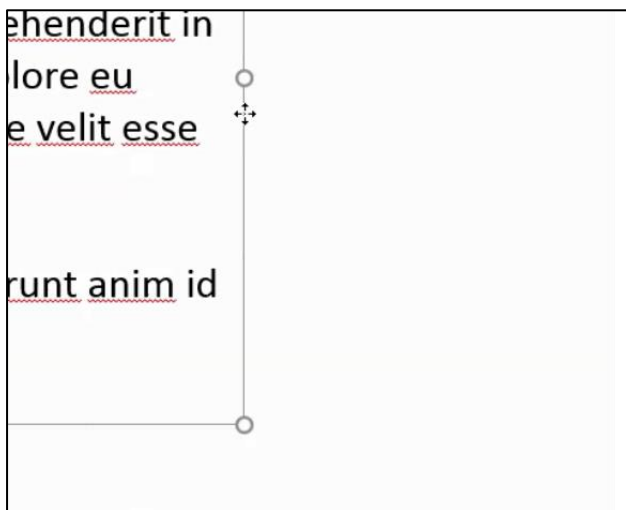 ehenderit in
lore eu
e velit esse
runt anim id